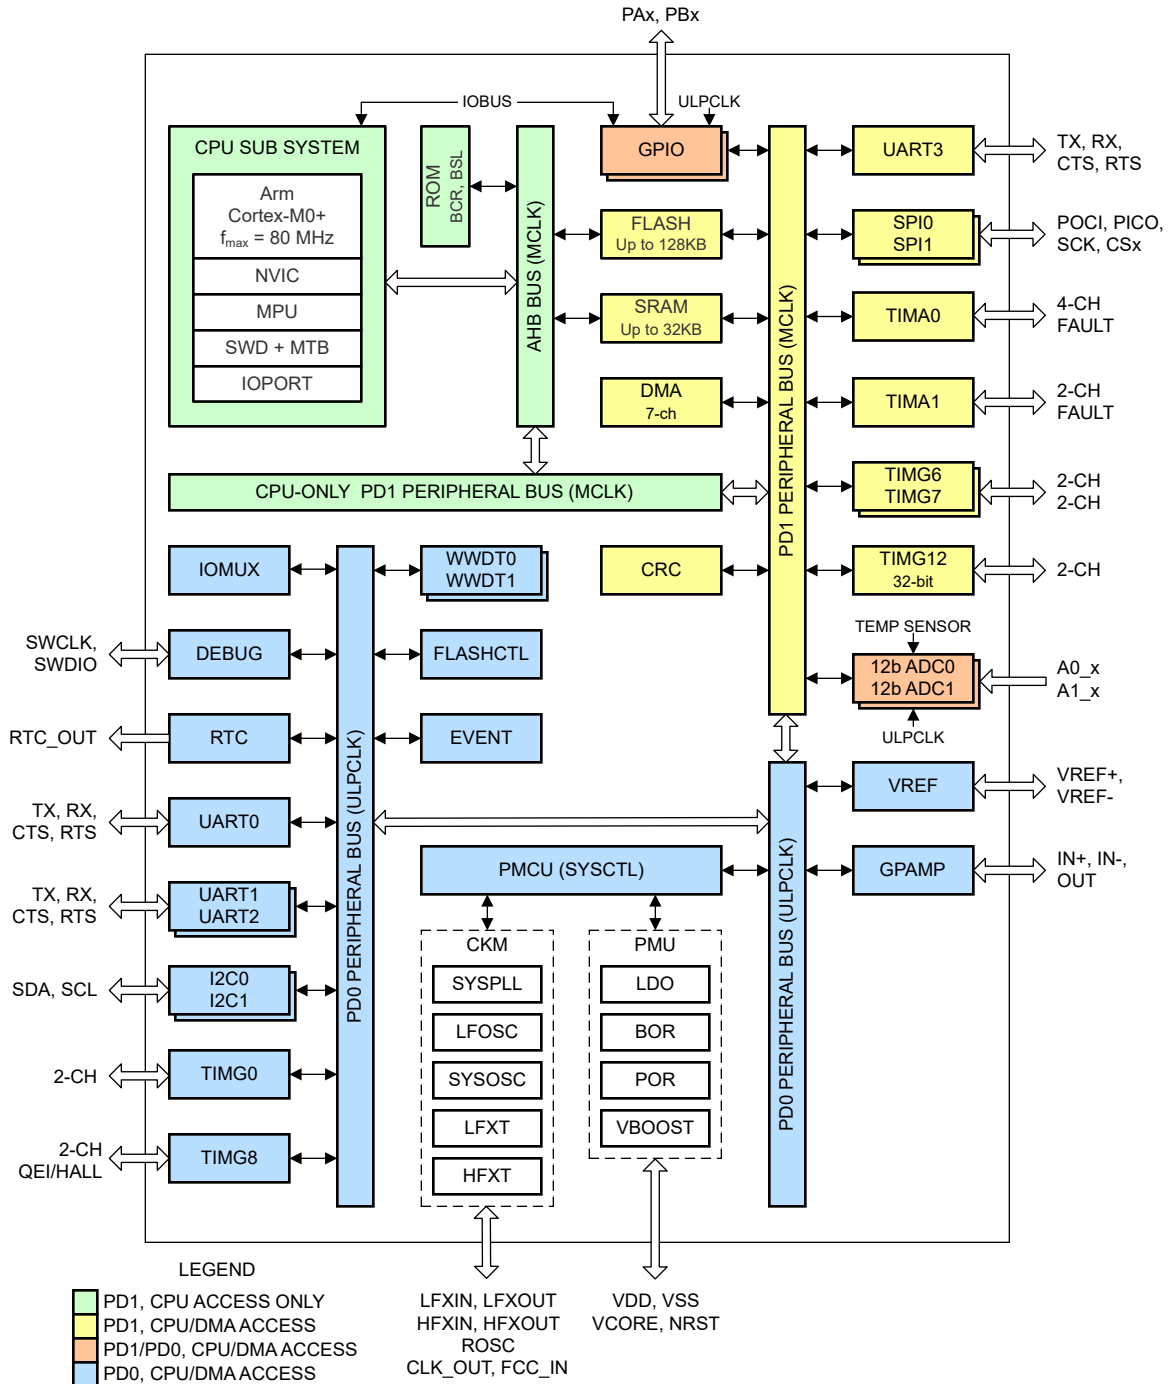 PAx, PBx
IOBUS
ULPCLK
CPU SUB SYSTEM
Arm
Cortex-M0+
fmax = 80 MHz
NVIC
MPU
SWD + MTB
IOPORT
ROM
BCR, BSL
AHB BUS (MCLK)
GPIO
FLASH
Up to 128KB
SRAM
Up to 32KB
DMA
7-ch
PD1 PERIPHERAL BUS (MCLK)
UART3
TX, RX,
CTS, RTS
SPI0
SPI1
POCI, PICO,
SCK, CSx
TIMA0
4-CH
FAULT
TIMA1
2-CH
FAULT
TIMG6
TIMG7
2-CH
2-CH
TIMG12
32-bit
2-CH
CPU-ONLY PD1 PERIPHERAL BUS (MCLK)
CRC
TEMP SENSOR
12b ADC0
12b ADC1
A0_x
A1_x
ULPCLK
IOMUX
WWDT0
WWDT1
SWCLK,
SWDIO
DEBUG
FLASHCTL
RTC_OUT
RTC
EVENT
PD0 PERIPHERAL BUS (ULPCLK)
TX, RX,
CTS, RTS
UART0
TX, RX,
CTS, RTS
UART1
UART2
SDA, SCL
I2C0
I2C1
2-CH
TIMG0
2-CH
QEI/HALL
TIMG8
PMCU (SYSCTL)
CKM
SYSPLL
LFOSC
SYSOSC
LFXT
HFXT
PMU
LDO
BOR
POR
VBOOST
PD0 PERIPHERAL BUS (ULPCLK)
VREF
VREF+,
VREF-
GPAMP
IN+, IN-,
OUT
LEGEND
PD1, CPU ACCESS ONLY
PD1, CPU/DMA ACCESS
PD1/PD0, CPU/DMA ACCESS
PD0, CPU/DMA ACCESS
LFXIN, LFXOUT
HFXIN, HFXOUT
ROSC
CLK_OUT, FCC_IN
VDD, VSS
VCORE, NRST